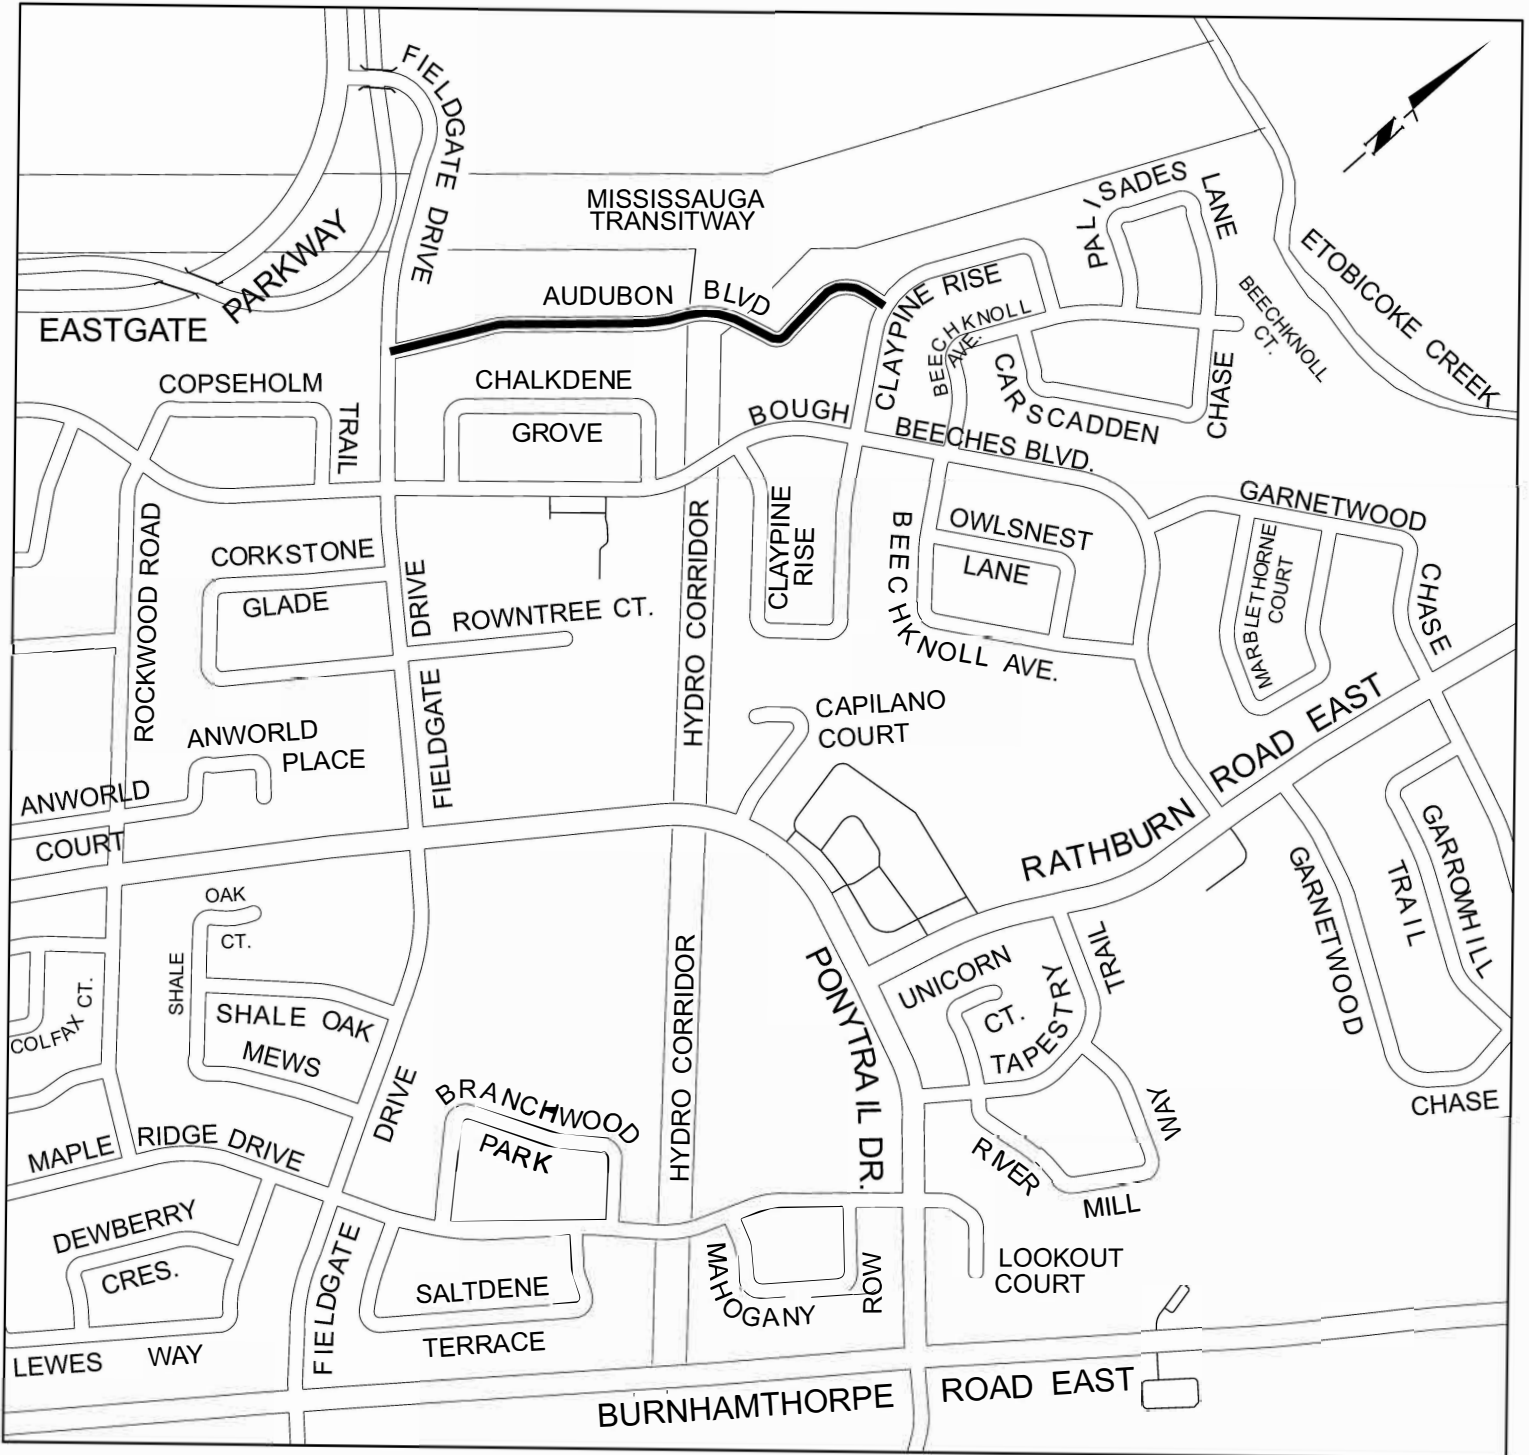 FIELDGATE DRIVE
MISSISSAUGA
TRANSITWAY
PALISADES
LANE
EASTGATE
PARKWAY
AUDUBON BLVD
CLAYPINE RISE
BEECHKNOLL
AVE.
BEECHKNOLL
CT.
ETOBICOKE CREEK
N
COPSEHOLM
TRAIL
CHALKDENE
GROVE
BOUGH
BEECHES BLVD.
CARSCADDEN
CHASE
GARNETWOOD
CHASE
ROCKWOOD ROAD
CORKSTONE
GLADE
DRIVE
ROWNTREE CT.
HYDRO CORRIDOR
CLAYPINE
RISE
BEECHKNOLL AVE.
OWLSNEST
LANE
MARBLETHORNE
COURT
FIELDGATE
ANWORLD
PLACE
CAPILANO
COURT
ANWORLD
COURT
RATHBURN ROAD EAST
GARROWHILL
TRAIL
GARNETWOOD
CHASE
OAK
CT.
SHALE
SHALE OAK
MEWS
COLFAX CT.
HYDRO CORRIDOR
PONYTRAIL DR.
UNICORN
CT.
TAPESTRY
TRAIL
DRIVE
MAPLE RIDGE DRIVE
BRANCHWOOD
PARK
RIVER
MILL
WAY
DEWBERRY
CRES.
FIELDGATE
SALTDENE
TERRACE
MAHOGANY
ROW
LOOKOUT
COURT
LEWES WAY
BURNHAMTHORPE ROAD EAST